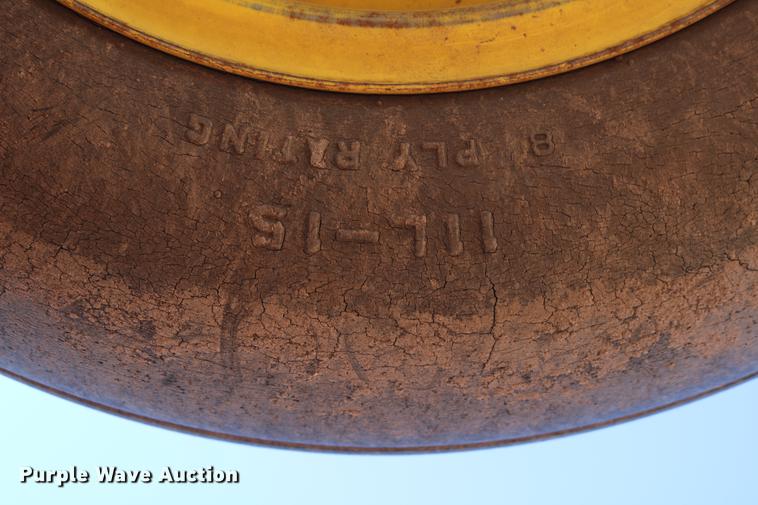 8 PLY RATING
11L-15
Purple Wave Auction